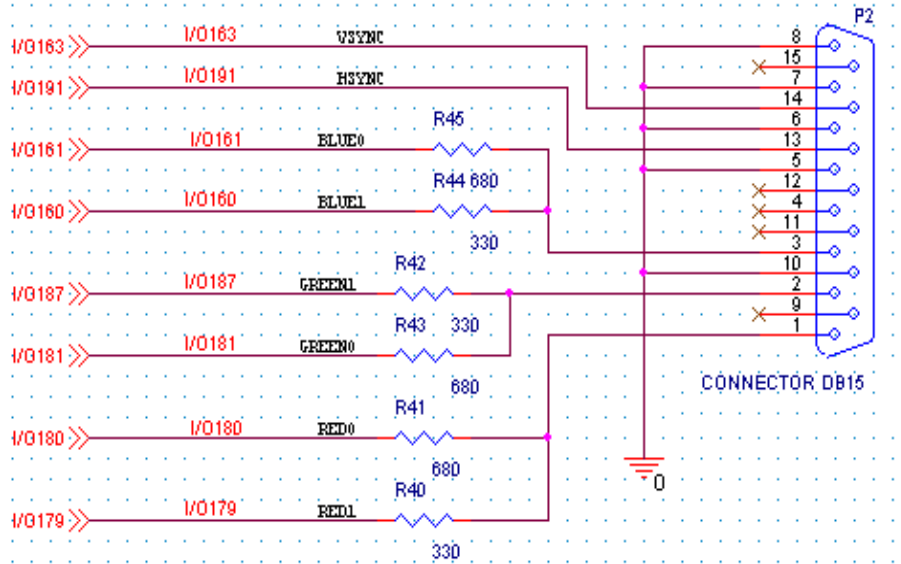 P2
I/O163 I/O163 VSYNC 8
15
I/O191 I/O191 HSYNC 7
14
R45 6
I/O161 I/O161 BLUE0 13
5
R44 680 12
I/O160 I/O160 BLUE1 4
11
330 3
R42 10
I/O187 I/O187 GREEN1 2
R43 330 9
I/O181 I/O181 GREEN0 1
680 CONNECTOR DB15
R41
I/O180 I/O180 RED0
680 0
R40
I/O179 I/O179 RED1
330